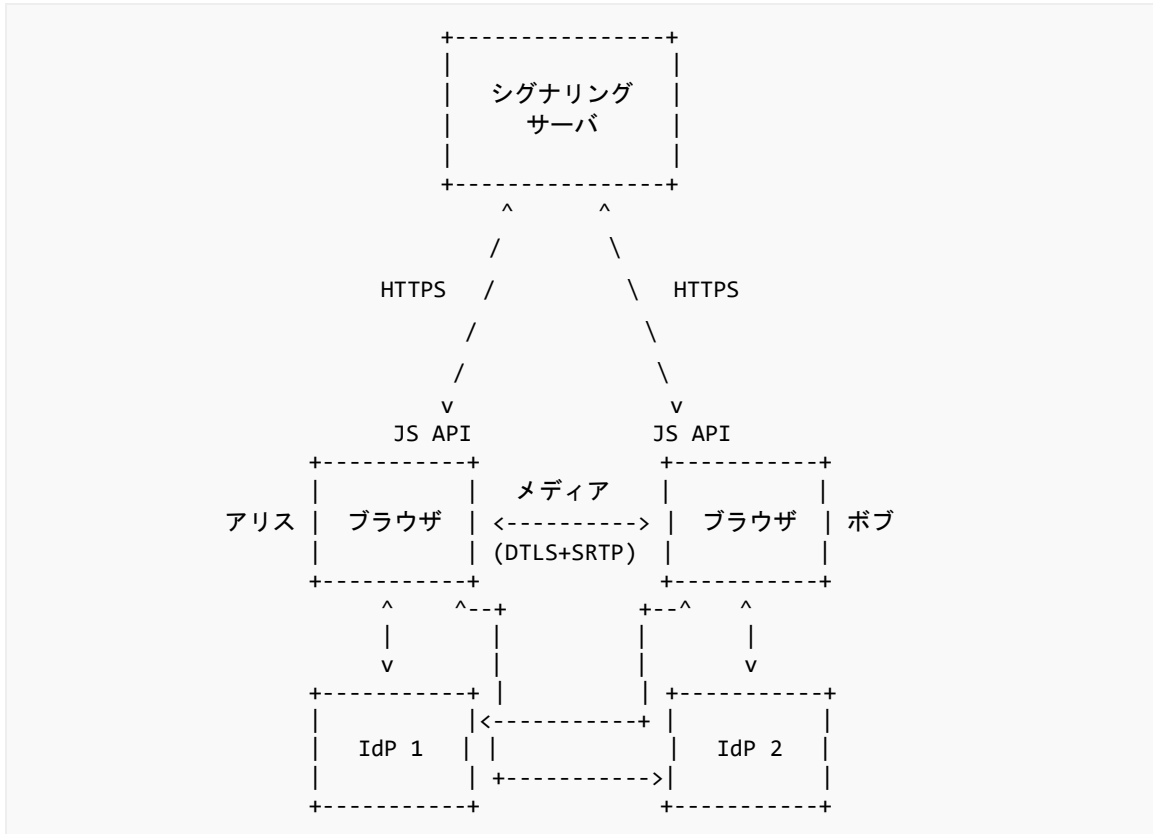 シグナリング
サーバ
HTTPS HTTPS
JS API JS API
メディア
アリス ブラウザ <----------> ブラウザ ボブ
(DTLS+SRTP)
IdP 1 IdP 2